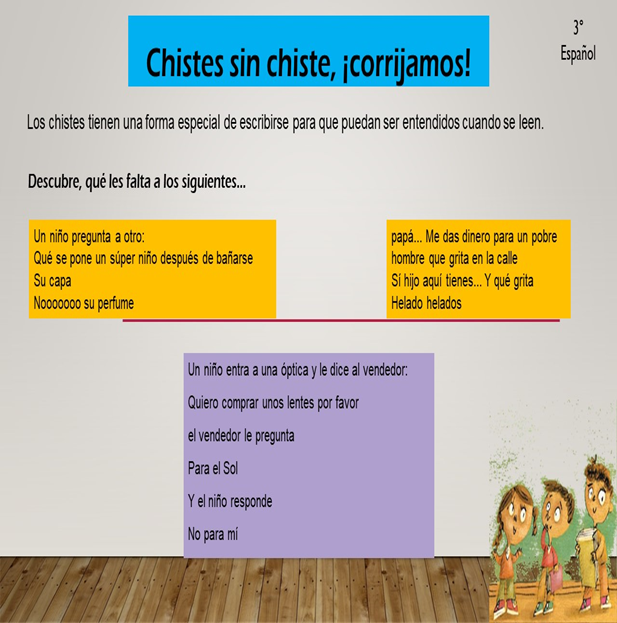 3°
Español
Chistes sin chiste, ¡corrijamos!
Los chistes tienen una forma especial de escribirse para que puedan ser entendidos cuando se leen.
Descubre, qué les falta a los siguientes...
Un niño pregunta a otro:
Qué se pone un súper niño después de bañarse
Su capa
Nooooooo su perfume
papá... Me das dinero para un pobre
hombre que grita en la calle
Sí hijo aquí tienes... Y qué grita
Helado helados
Un niño entra a una óptica y le dice al vendedor:
Quiero comprar unos lentes por favor
el vendedor le pregunta
Para el Sol
Y el niño responde
No para mí